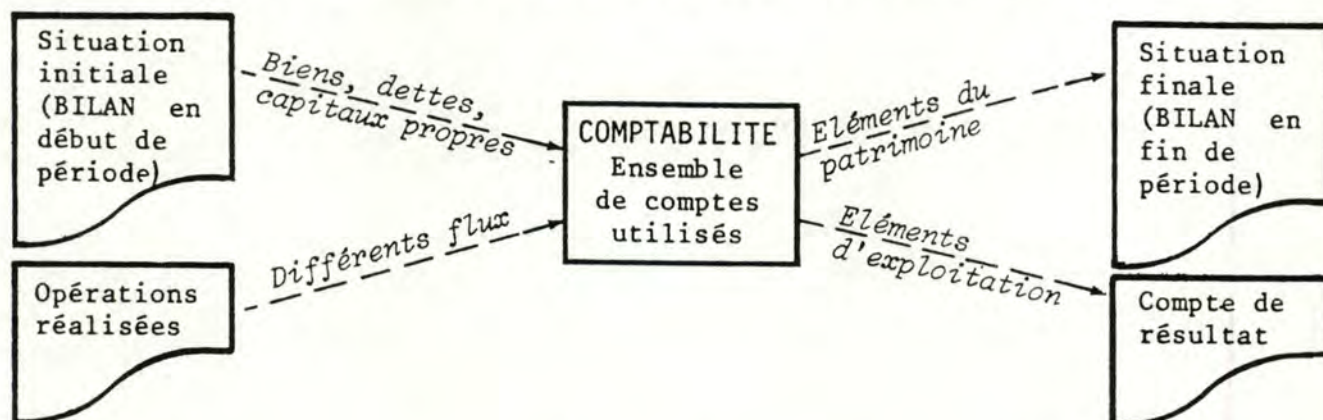 Situation
initiale
(BILAN en
début de
période)
Biens, dettes,
capitaux propres
Opérations
réalisées
Différents flux
COMPTABILITE
Ensemble
de comptes
utilisés
Eléments du
patrimoine
Eléments
d'exploitation
Situation
finale
(BILAN en
fin de
période)
Compte de
résultat